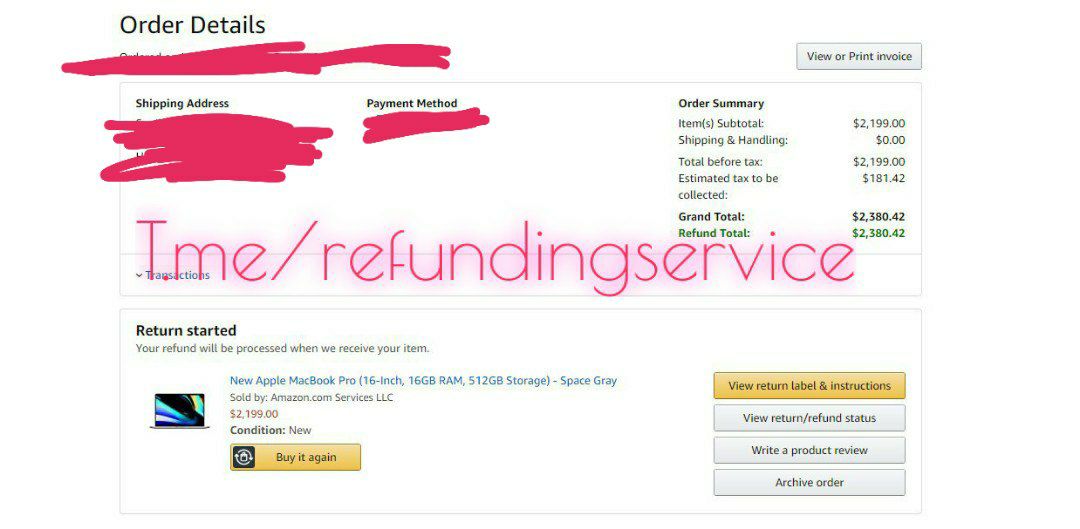 Order Details
View or Print invoice
Shipping Address
Payment Method
Order Summary
Item(s) Subtotal: $2,199.00
Shipping & Handling: $0.00
Total before tax: $2,199.00
Estimated tax to be $181.42
collected:
Grand Total: $2,380.42
Refund Total: $2,380.42
T.me/refundingservice
Transactions
Return started
Your refund will be processed when we receive your item.
New Apple MacBook Pro (16-Inch, 16GB RAM, 512GB Storage) - Space Gray
Sold by: Amazon.com Services LLC
$2,199.00
Condition: New
Buy it again
View return label & instructions
View return/refund status
Write a product review
Archive order